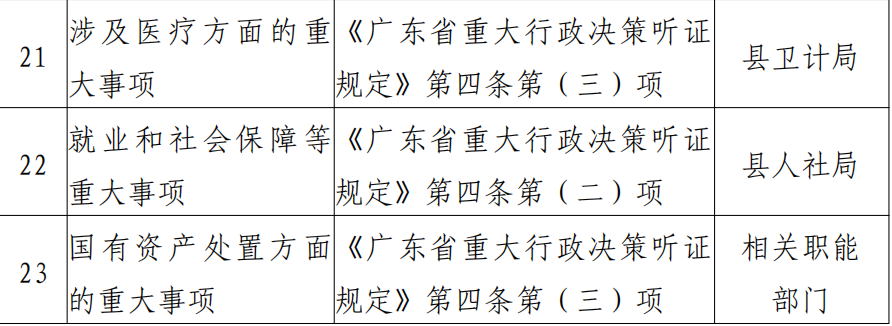 21
涉及医疗方面的重
大事项
《广东省重大行政决策听证
规定》第四条第（三）项
县卫计局
22
就业和社会保障等
重大事项
《广东省重大行政决策听证
规定》第四条第（二）项
县人社局
23
国有资产处置方面
的重大事项
《广东省重大行政决策听证
规定》第四条第（三）项
相关职能
部门